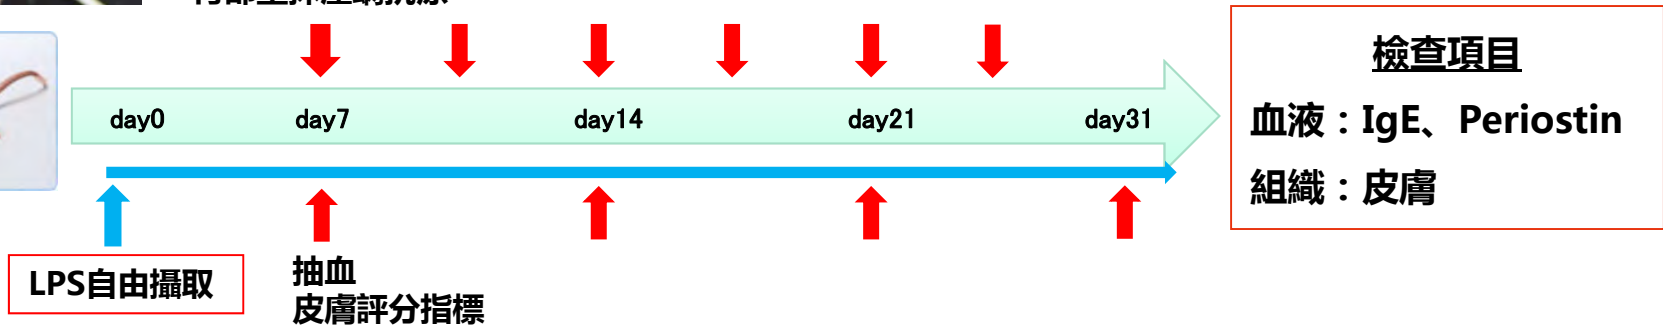 檢查項目
day0
day7
day14
day21
day31
血液：IgE、Periostin
組織：皮膚
LPS自由攝取
抽血
皮膚評分指標